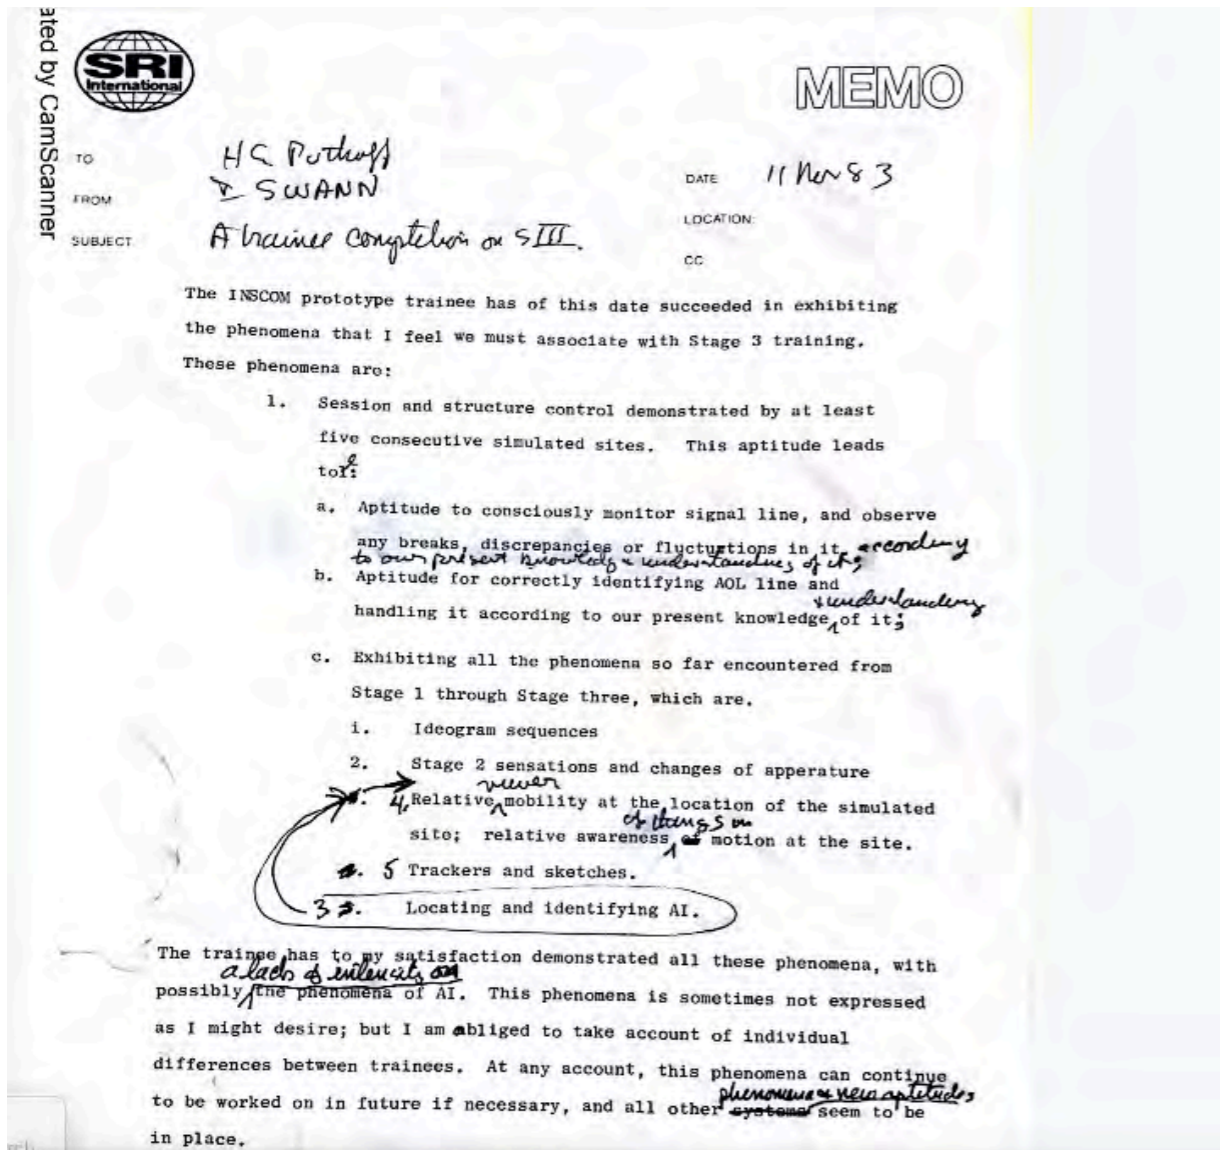 ated by CamScanner
SRI
International
MEMO
TO H E Puthoff
FROM I SWANN
SUBJECT A trainee completion on S III.
DATE 11 Nov 83
LOCATION:
CC
The INSCOM prototype trainee has of this date succeeded in exhibiting
the phenomena that I feel we must associate with Stage 3 training.
These phenomena are:
1. Session and structure control demonstrated by at least
five consecutive simulated sites. This aptitude leads
to:
a. Aptitude to consciously monitor signal line, and observe
any breaks, discrepancies or fluctuations in it, according
to our present knowledge & understanding of it;
b. Aptitude for correctly identifying AOL line and
& understanding
handling it according to our present knowledge of it;
c. Exhibiting all the phenomena so far encountered from
Stage 1 through Stage three, which are.
i. Ideogram sequences
2. Stage 2 sensations and changes of apperature
viewer
4. Relative mobility at the location of the simulated
of things in
site; relative awareness of motion at the site.
5 Trackers and sketches.
3. Locating and identifying AI.
The trainee has to my satisfaction demonstrated all these phenomena, with
a lack of intensity on
possibly the phenomena of AI. This phenomena is sometimes not expressed
as I might desire; but I am obliged to take account of individual
differences between trainees. At any account, this phenomena can continue
phenomena & new aptitudes
to be worked on in future if necessary, and all other systems seem to be
in place.